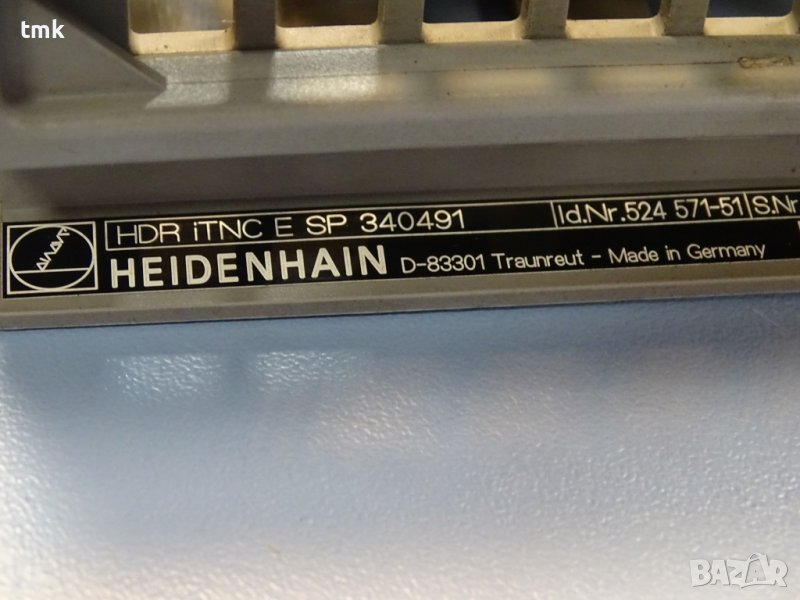 tmk
HDR iTNC E SP 340491 Id.Nr.524 571-51 S.Nr
HEIDENHAIN D-83301 Traunreut - Made in Germany
BAZAR